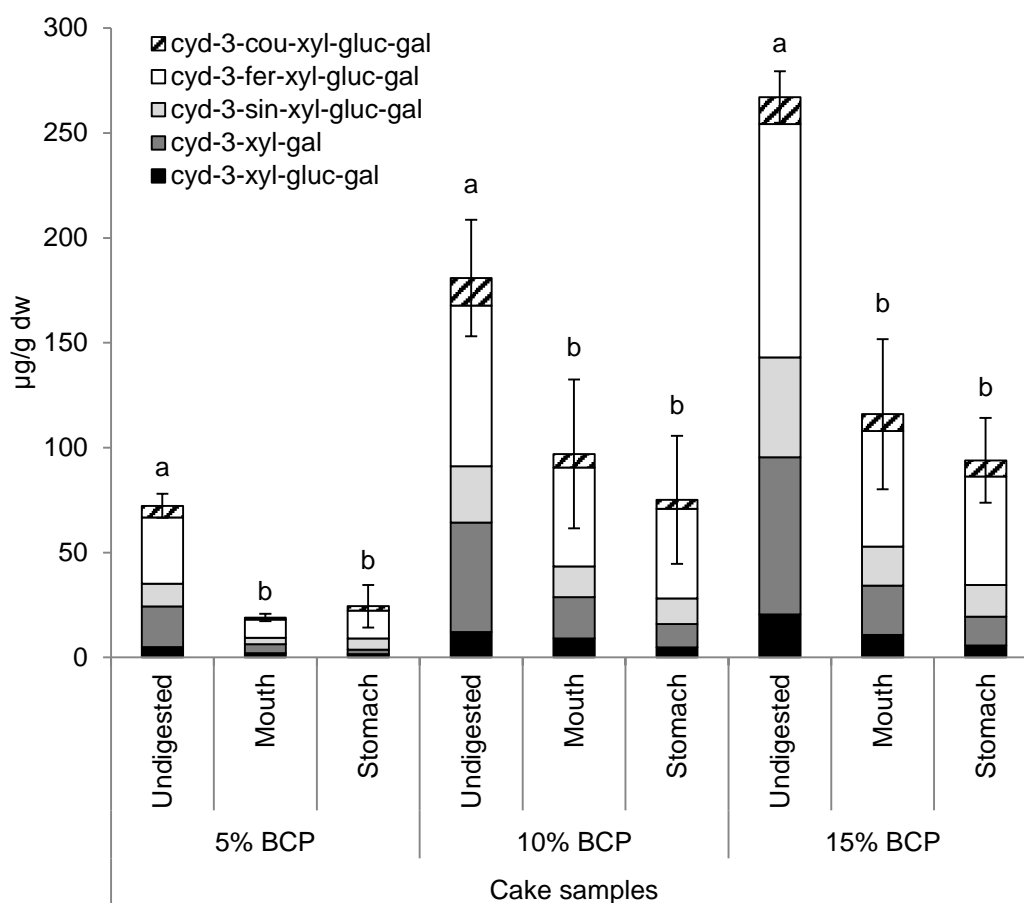 300
250
200
150
100
50
0
µg/g dw
cyd-3-cou-xyl-gluc-gal
cyd-3-fer-xyl-gluc-gal
cyd-3-sin-xyl-gluc-gal
cyd-3-xyl-gal
cyd-3-xyl-gluc-gal
a
b
b
a
b
b
a
b
b
Undigested
Mouth
Stomach
Undigested
Mouth
Stomach
Undigested
Mouth
Stomach
5% BCP
10% BCP
15% BCP
Cake samples